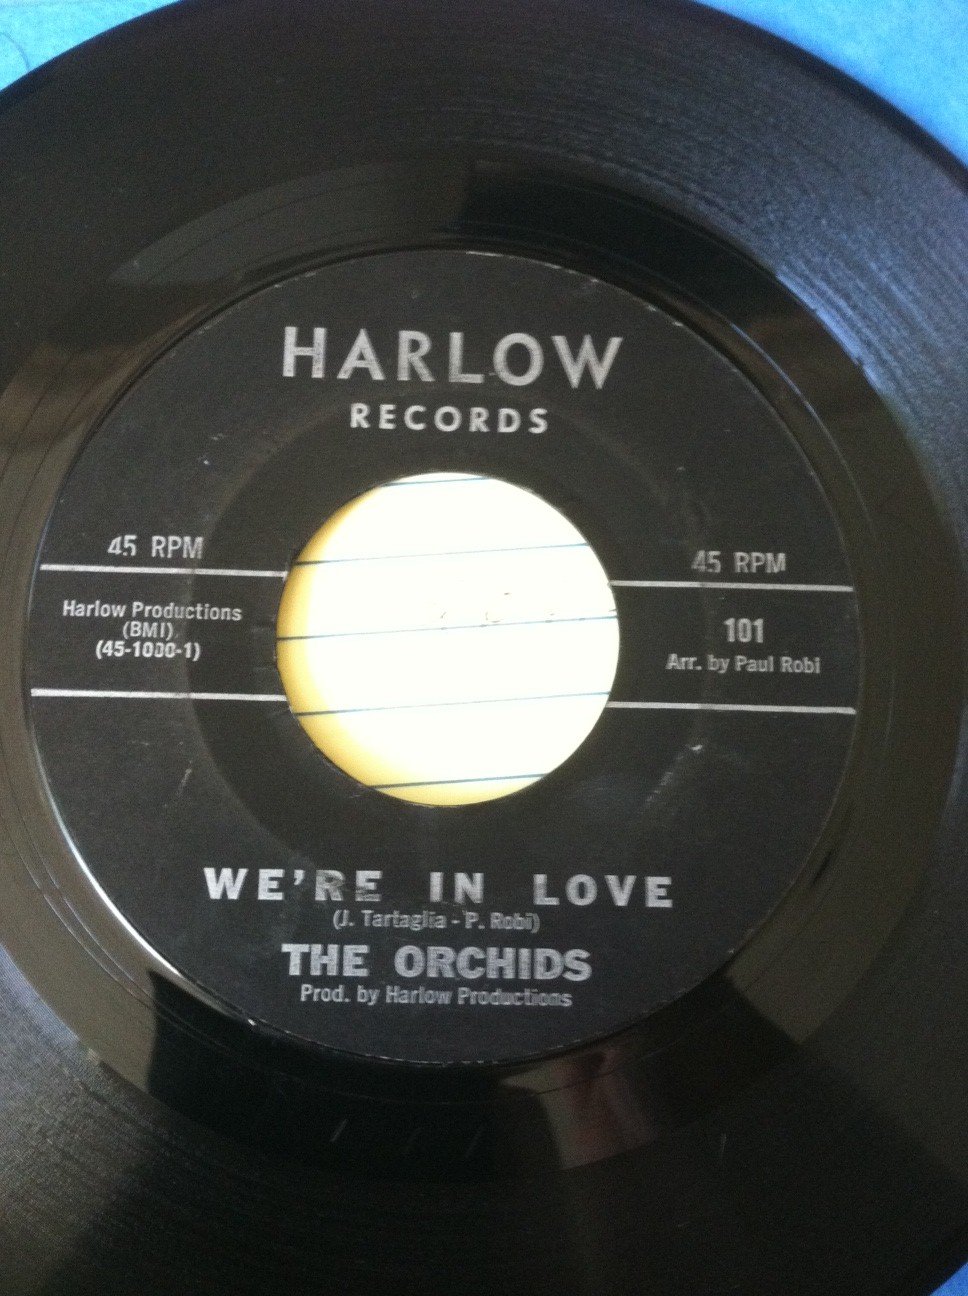 HARLOW
RECORDS
45 RPM
Harlow Productions
(BMI)
(45-1000-1)
45 RPM
101
Arr. by Paul Robi
WE'RE IN LOVE
(J. Tartaglia - P. Robi)
THE ORCHIDS
Prod. by Harlow Productions